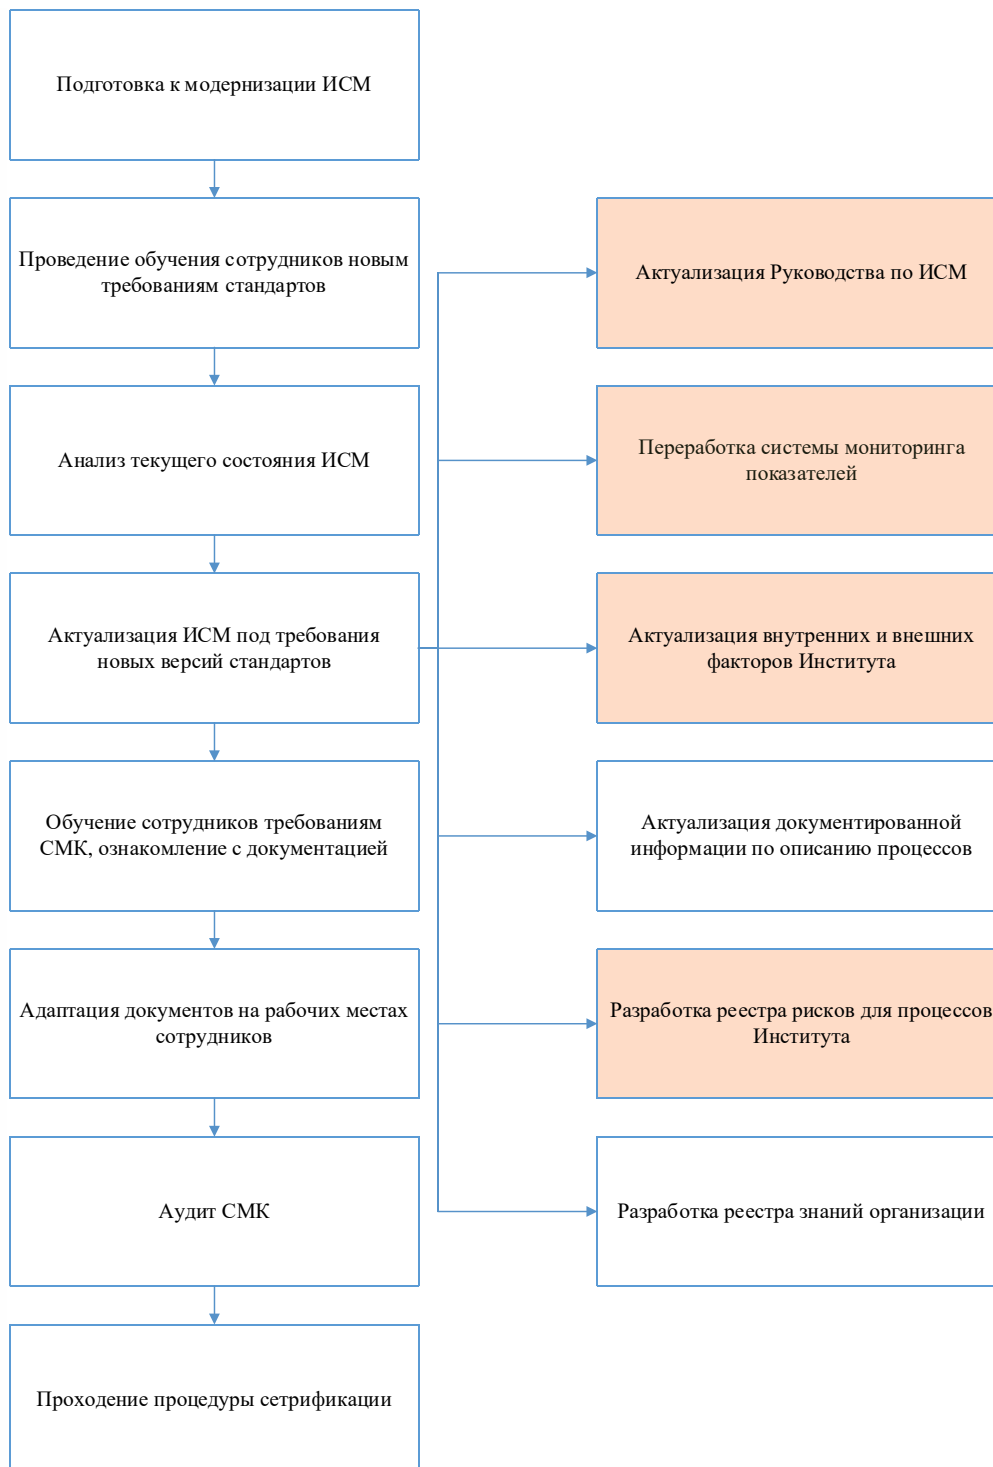 Подготовка к модернизации ИСМ
Проведение обучения сотрудников новым
требованиям стандартов
Анализ текущего состояния ИСМ
Актуализация ИСМ под требования
новых версий стандартов
Обучение сотрудников требованиям
СМК, ознакомление с документацией
Адаптация документов на рабочих местах
сотрудников
Аудит СМК
Проходение процедуры сетрификации
Актуализация Руководства по ИСМ
Переработка системы мониторинга
показателей
Актуализация внутренних и внешних
факторов Института
Актуализация документированной
информации по описанию процессов
Разработка реестра рисков для процессов
Института
Разработка реестра знаний организации